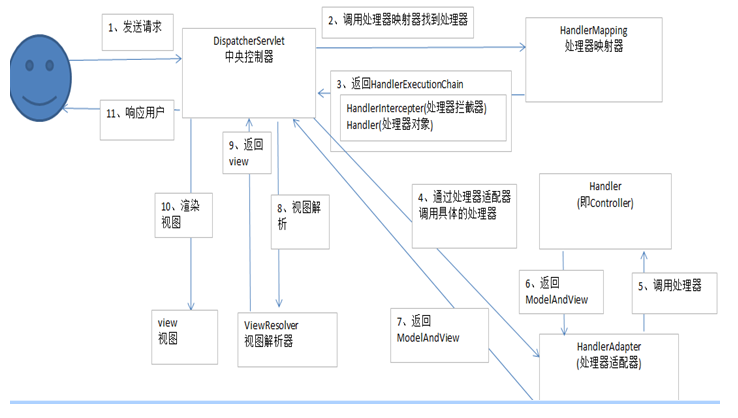 1、发送请求
DispatcherServlet
中央控制器
2、调用处理器映射器找到处理器
HandlerMapping
处理器映射器
3、返回HandlerExecutionChain
HandlerIntercepter(处理器拦截器)
Handler(处理器对象)
11、响应用户
9、返回
view
10、渲染
视图
8、视图解
析
4、通过处理器适配器
调用具体的处理器
Handler
(即Controller)
6、返回
ModelAndView
5、调用处理器
7、返回
ModelAndView
view
视图
ViewResolver
视图解析器
HandlerAdapter
(处理器适配器)